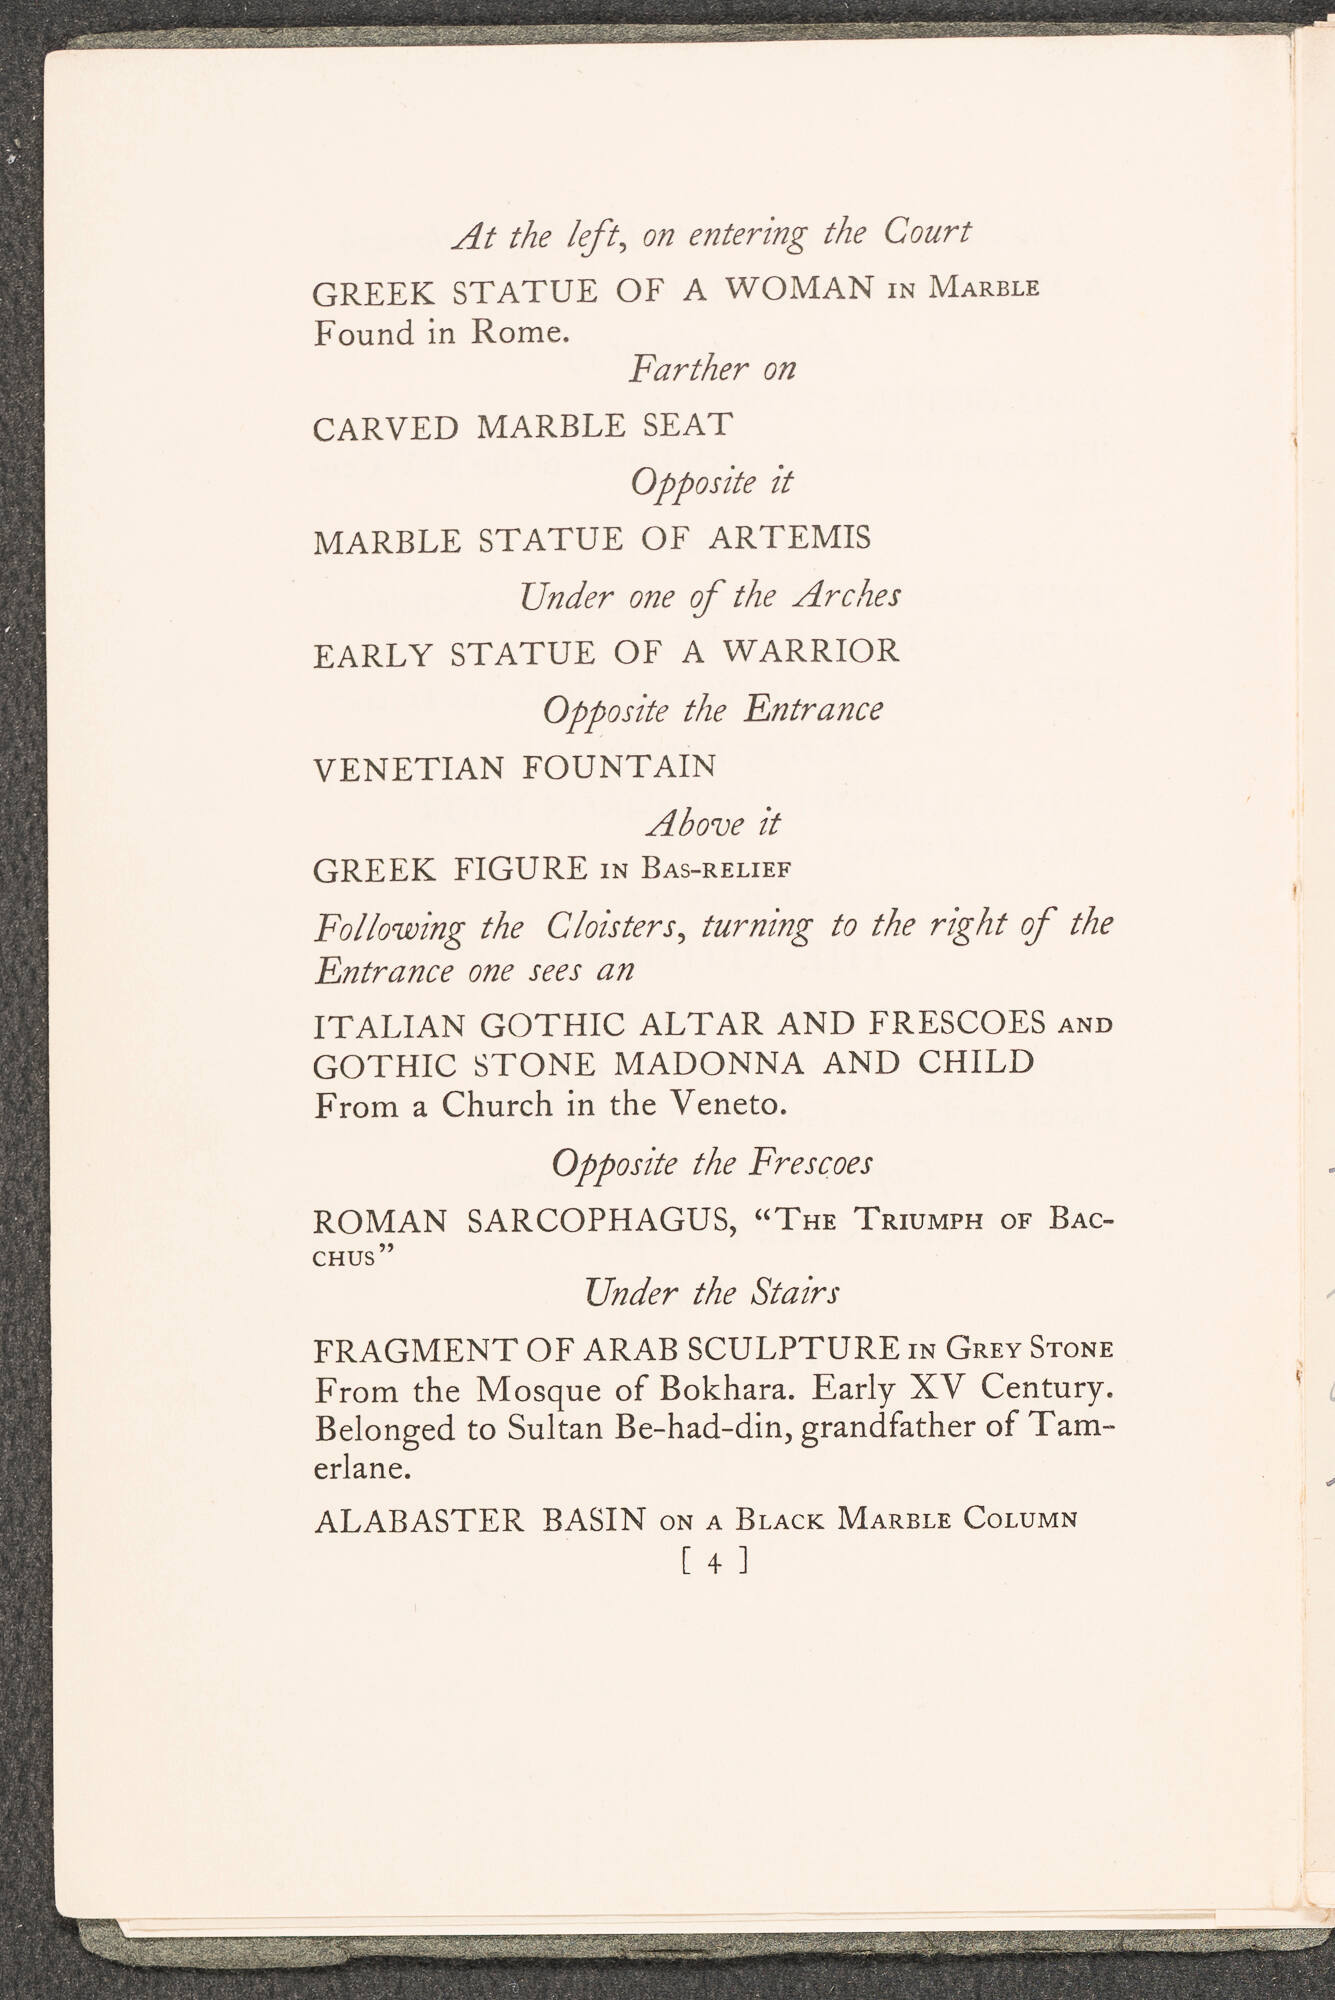 At the left, on entering the Court
GREEK STATUE OF A WOMAN IN MARBLE
Found in Rome.
Farther on
CARVED MARBLE SEAT
Opposite it
MARBLE STATUE OF ARTEMIS
Under one of the Arches
EARLY STATUE OF A WARRIOR
Opposite the Entrance
VENETIAN FOUNTAIN
Above it
GREEK FIGURE IN BAS-RELIEF
Following the Cloisters, turning to the right of the
Entrance one sees an
ITALIAN GOTHIC ALTAR AND FRESCOES AND
GOTHIC STONE MADONNA AND CHILD
From a Church in the Veneto.
Opposite the Frescoes
ROMAN SARCOPHAGUS, “THE TRIUMPH OF BAC-
CHUS”
Under the Stairs
FRAGMENT OF ARAB SCULPTURE IN GREY STONE
From the Mosque of Bokhara. Early XV Century.
Belonged to Sultan Be-had-din, grandfather of Tam-
erlane.
ALABASTER BASIN ON A BLACK MARBLE COLUMN
[ 4 ]